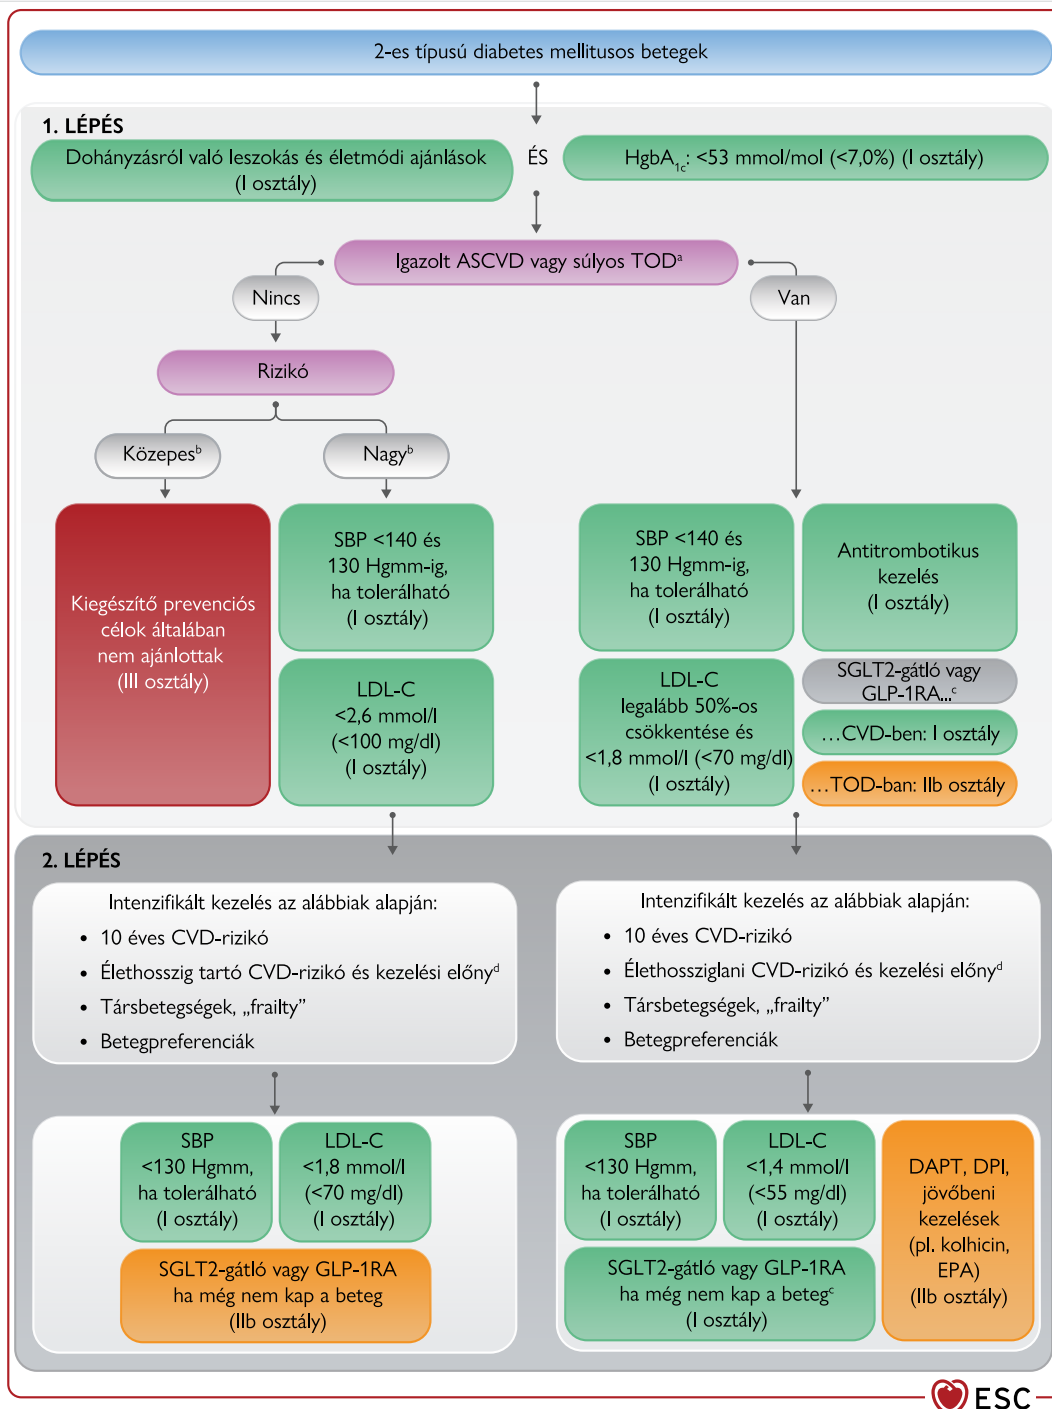 2-es típusú diabetes mellitusos betegek
1. LÉPÉS
Dohányzásról való leszokás és életmódi ajánlások
(I osztály)
ÉS
HgbA1c: <53 mmol/mol (<7,0%) (I osztály)
Igazolt ASCVD vagy súlyos TODª
Nincs
Van
Rizikó
Közepesᵇ
Nagyᵇ
Kiegészítő prevenciós
célok általában
nem ajánlottak
(III osztály)
SBP <140 és
130 Hgmm-ig,
ha tolerálható
(I osztály)
LDL-C
<2,6 mmol/l
(<100 mg/dl)
(I osztály)
SBP <140 és
130 Hgmm-ig,
ha tolerálható
(I osztály)
LDL-C
legalább 50%-os
csökkentése és
<1,8 mmol/l (<70 mg/dl)
(I osztály)
Antitrombotikus
kezelés
(I osztály)
SGLT2-gátló vagy
GLP-1RA...ᶜ
...CVD-ben: I osztály
...TOD-ban: IIb osztály
2. LÉPÉS
Intenzifikált kezelés az alábbiak alapján:
• 10 éves CVD-rizikó
• Élethosszig tartó CVD-rizikó és kezelési előnyᵈ
• Társbetegségek, „frailty”
• Betegpreferenciák
Intenzifikált kezelés az alábbiak alapján:
• 10 éves CVD-rizikó
• Élethossziglani CVD-rizikó és kezelési előnyᵈ
• Társbetegségek, „frailty”
• Betegpreferenciák
SBP
<130 Hgmm,
ha tolerálható
(I osztály)
LDL-C
<1,8 mmol/l
(<70 mg/dl)
(I osztály)
SGLT2-gátló vagy GLP-1RA
ha még nem kap a beteg
(IIb osztály)
SBP
<130 Hgmm,
ha tolerálható
(I osztály)
LDL-C
<1,4 mmol/l
(<55 mg/dl)
(I osztály)
SGLT2-gátló vagy GLP-1RA
ha még nem kap a betegᶜ
(I osztály)
DAPT, DPI,
jövőbeni
kezelések
(pl. kolhicin,
EPA)
(IIb osztály)
ESC